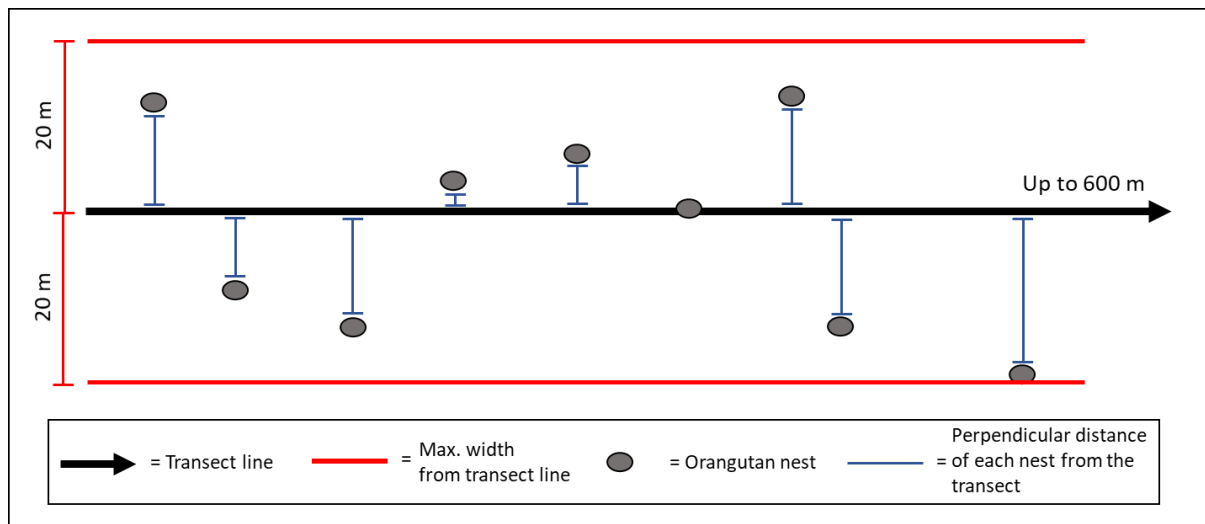 20 m
Up to 600 m
20 m
= Transect line
= Max. width
from transect line
= Orangutan nest
Perpendicular distance
= of each nest from the
transect